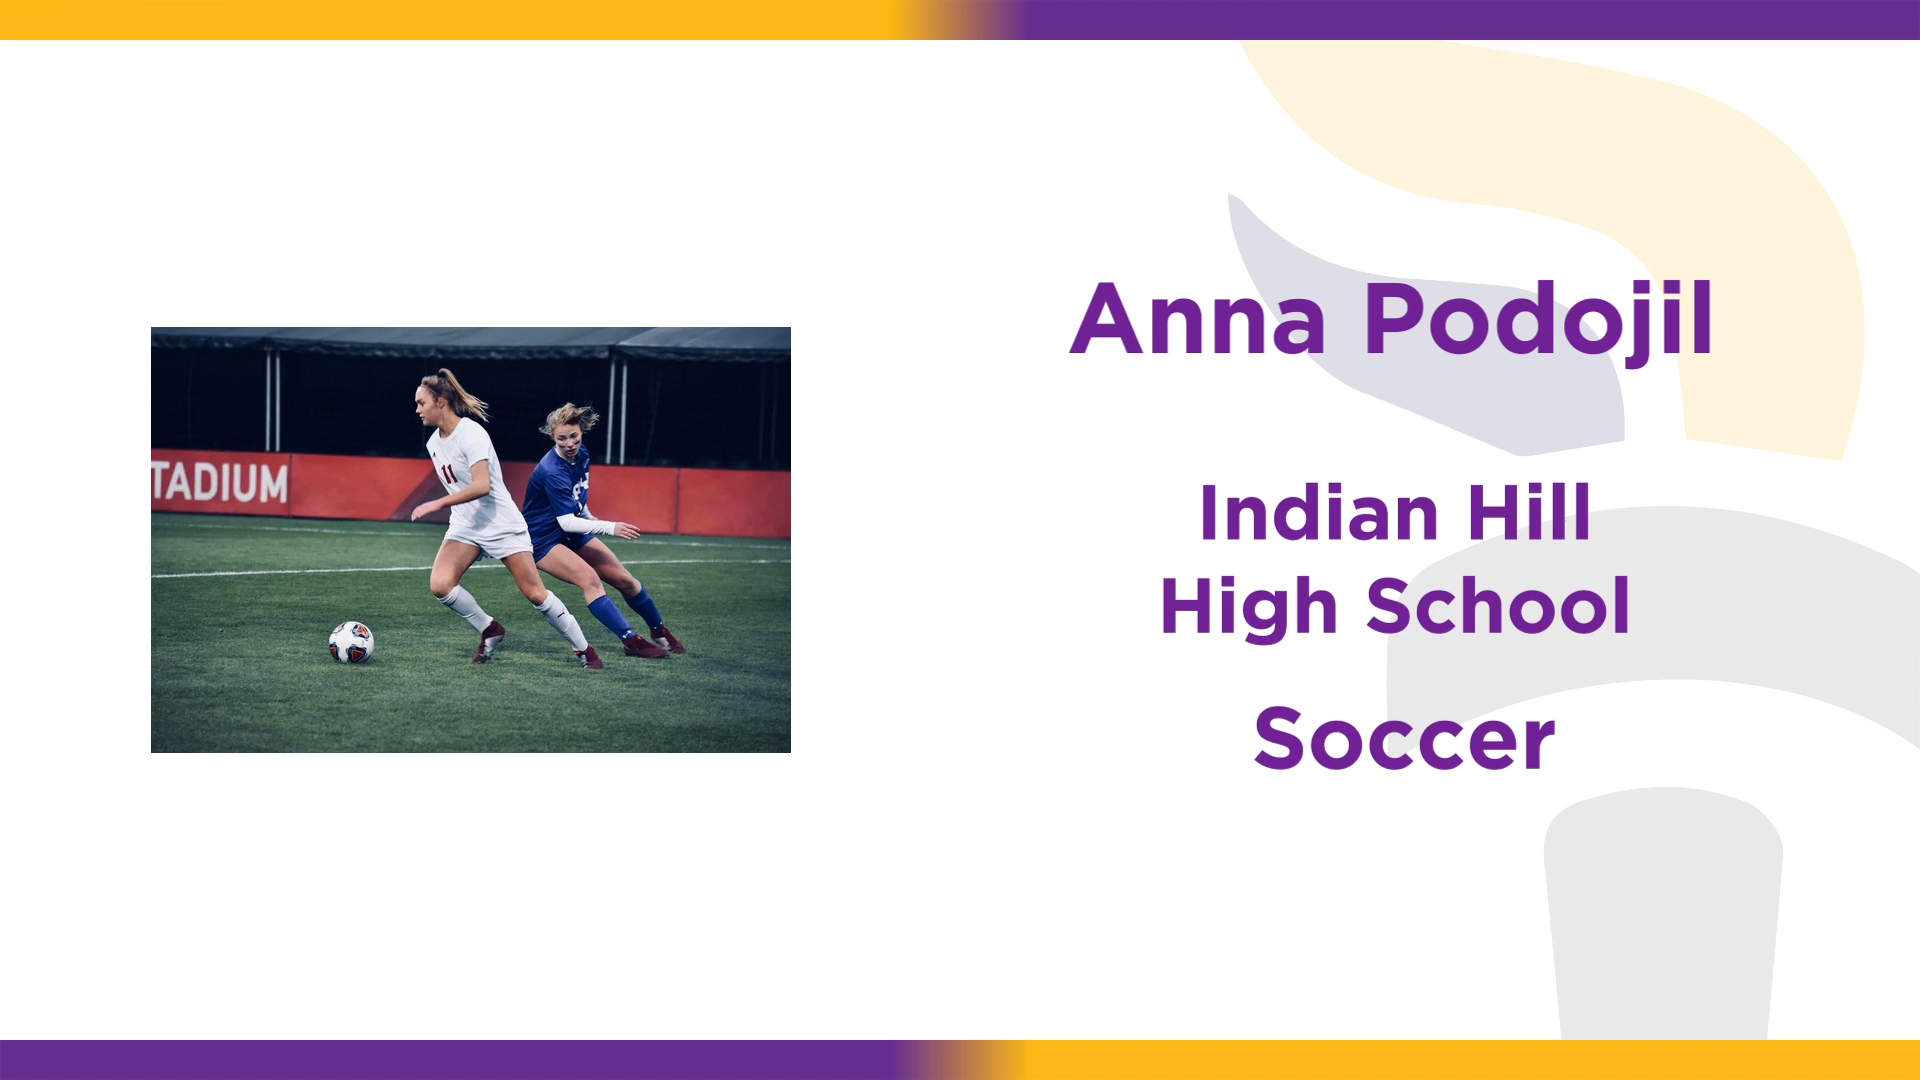 Anna Podojil
Indian Hill
High School
Soccer
TADIUM
11